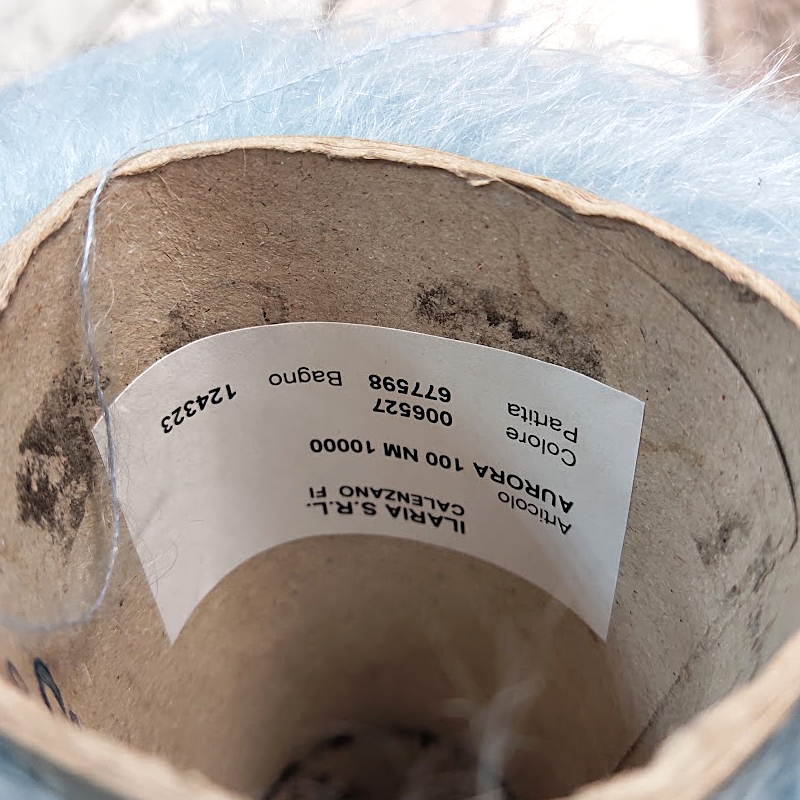 ILARIA S.R.L.
CALENZANO FI
Articolo
AURORA 100 NM 10000
Colore 006527
Partita 677598 Bagno 124323